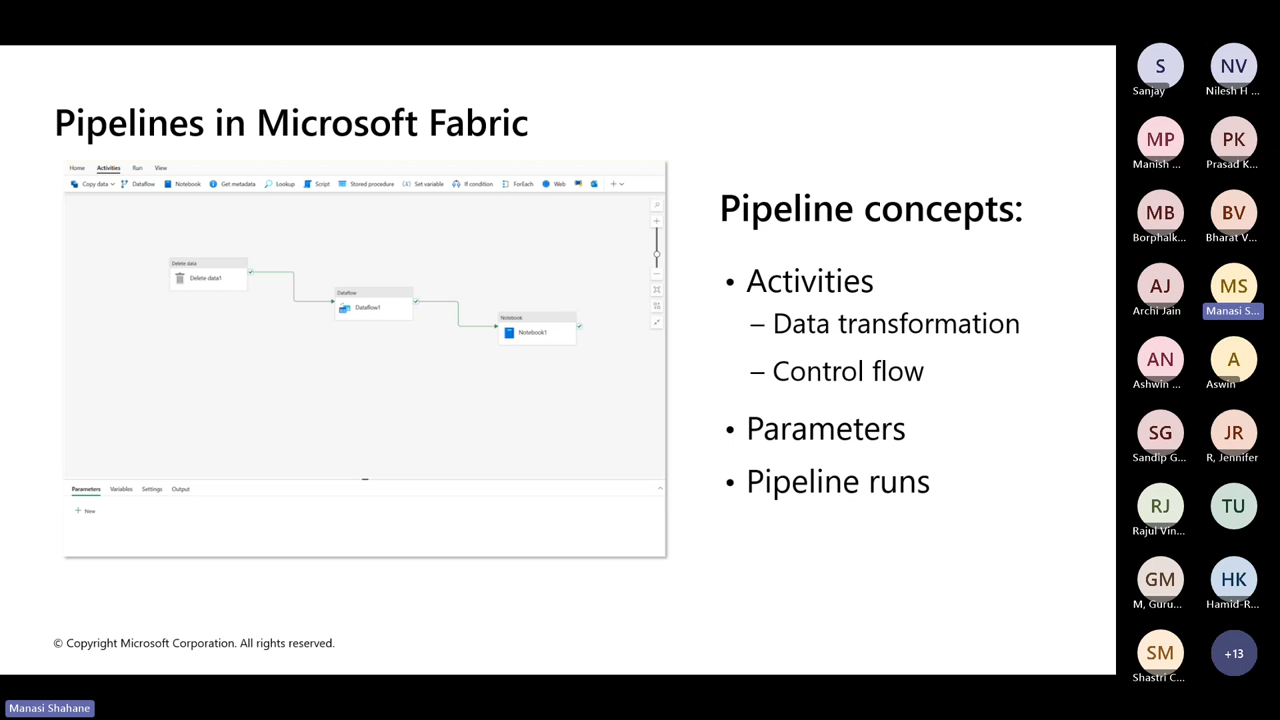 Pipelines in Microsoft Fabric
Home Activities Run View
Copy data Dataflow Notebook Get metadata Lookup Script Stored procedure Set variable If condition ForEach Web
Delete data
Delete data1
Dataflow
Dataflow1
Notebook
Notebook1
Parameters Variables Settings Output
+ New
Pipeline concepts:
• Activities
– Data transformation
– Control flow
• Parameters
• Pipeline runs
© Copyright Microsoft Corporation. All rights reserved.
S NV
Sanjay Nilesh H ...
MP PK
Manish ... Prasad K...
MB BV
Borphalk... Bharat V...
AJ MS
Archi Jain Manasi S...
AN A
Ashwin ... Aswin
SG JR
Sandip G... R, Jennifer
RJ TU
Rajul Vin...
GM HK
M, Guru... Hamid-R...
SM +13
Shastri C...
Manasi Shahane